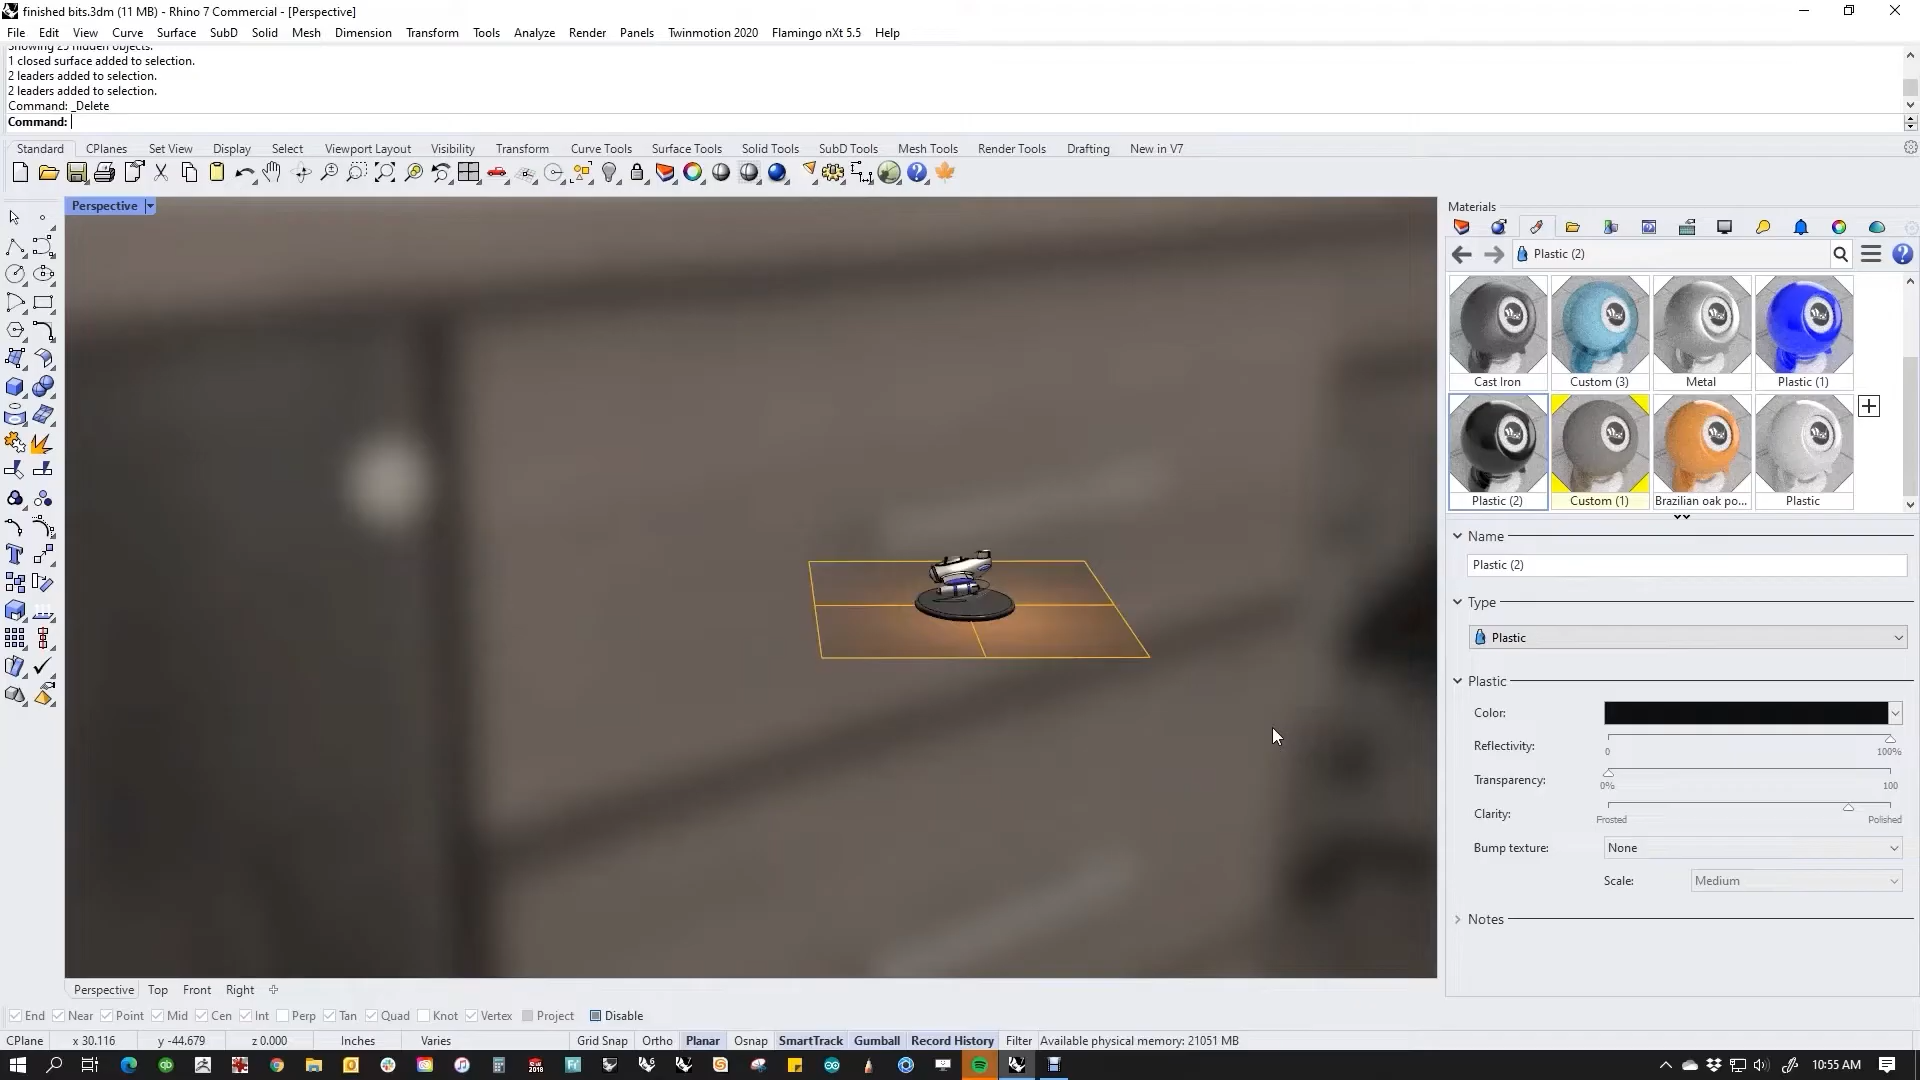 finished bits.3dm (11 MB) - Rhino 7 Commercial - [Perspective]
File Edit View Curve Surface SubD Solid Mesh Dimension Transform Tools Analyze Render Panels Twinmotion 2020 Flamingo nXt 5.5 Help
Showing 25 hidden objects.
1 closed surface added to selection.
2 leaders added to selection.
2 leaders added to selection.
Command: _Delete
Command:
Standard CPlanes Set View Display Select Viewport Layout Visibility Transform Curve Tools Surface Tools Solid Tools SubD Tools Mesh Tools Render Tools Drafting New in V7
Perspective
Materials
Plastic (2)
Cast Iron Custom (3) Metal Plastic (1)
Plastic (2) Custom (1) Brazilian oak po... Plastic
Name
Plastic (2)
Type
Plastic
Plastic
Color:
Reflectivity:
0 100%
Transparency:
0% 100
Clarity:
Frosted Polished
Bump texture: None
Scale: Medium
Notes
Perspective Top Front Right
End Near Point Mid Cen Int Perp Tan Quad Knot Vertex Project Disable
CPlane x 30.116 y -44.679 z 0.000 Inches Varies Grid Snap Ortho Planar Osnap SmartTrack Gumball Record History Filter Available physical memory: 21051 MB
10:55 AM